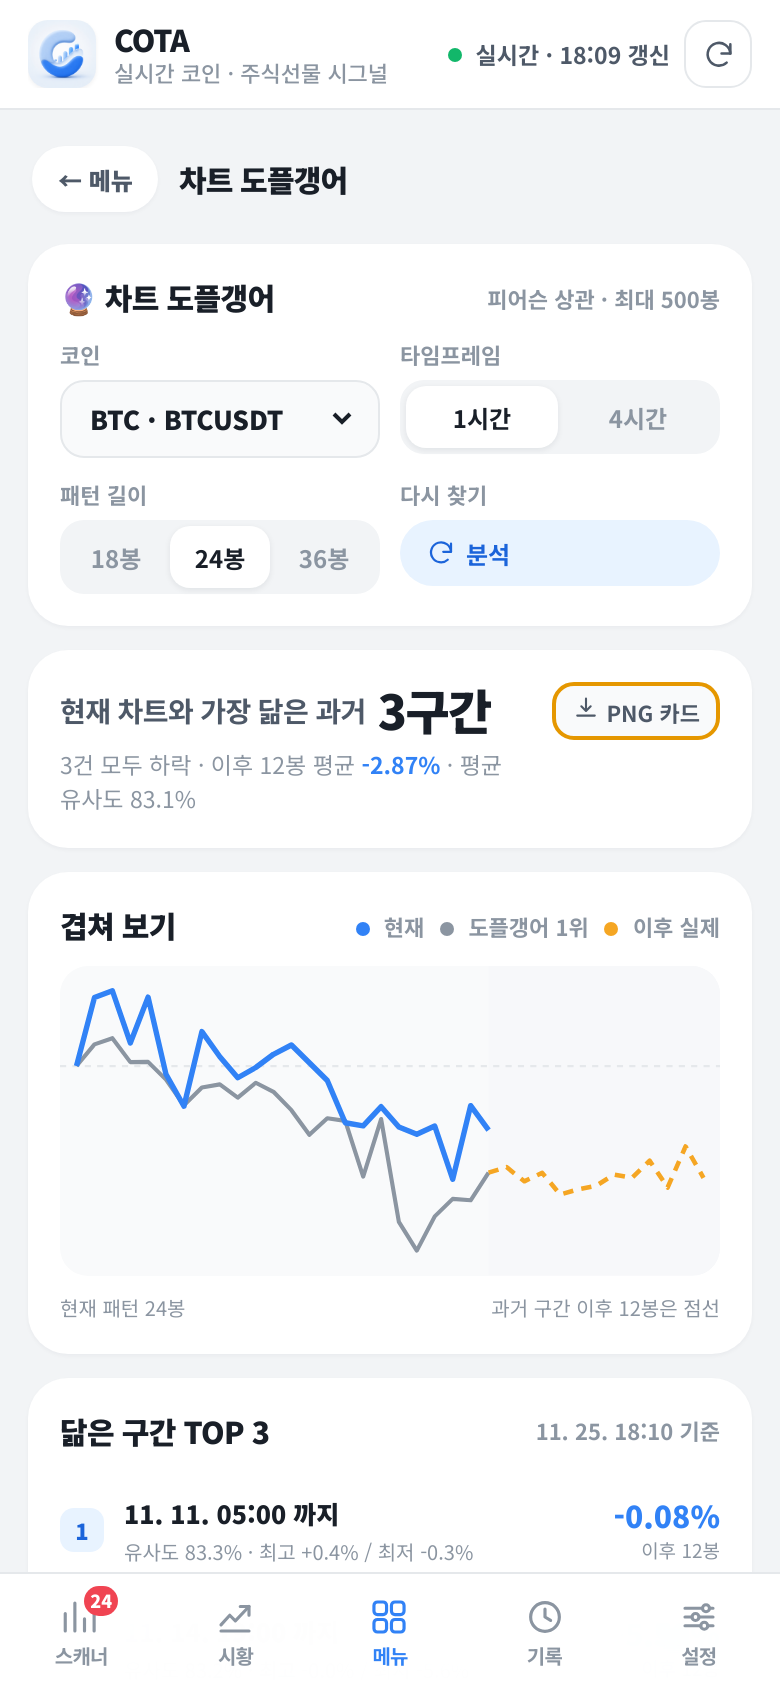 COTA
실시간 코인 · 주식선물 시그널
실시간 · 18:09 갱신
← 메뉴
차트 도플갱어
차트 도플갱어
피어슨 상관 · 최대 500봉
코인
타임프레임
BTC · BTCUSDT
1시간
4시간
패턴 길이
다시 찾기
18봉
24봉
36봉
분석
현재 차트와 가장 닮은 과거 3구간
PNG 카드
3건 모두 하락 · 이후 12봉 평균 -2.87% · 평균
유사도 83.1%
겹쳐 보기
현재
도플갱어 1위
이후 실제
현재 패턴 24봉
과거 구간 이후 12봉은 점선
닮은 구간 TOP 3
11. 25. 18:10 기준
1
11. 11. 05:00 까지
-0.08%
유사도 83.3% · 최고 +0.4% / 최저 -0.3%
이후 12봉
24
스캐너
시황
메뉴
기록
설정